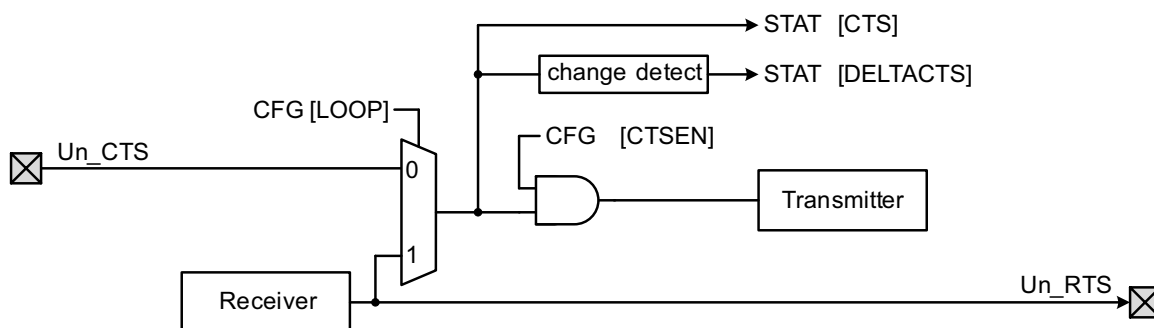 STAT [CTS]
change detect
STAT [DELTACTS]
CFG [LOOP]
CFG [CTSEN]
Un_CTS
0
Transmitter
1
Receiver
Un_RTS